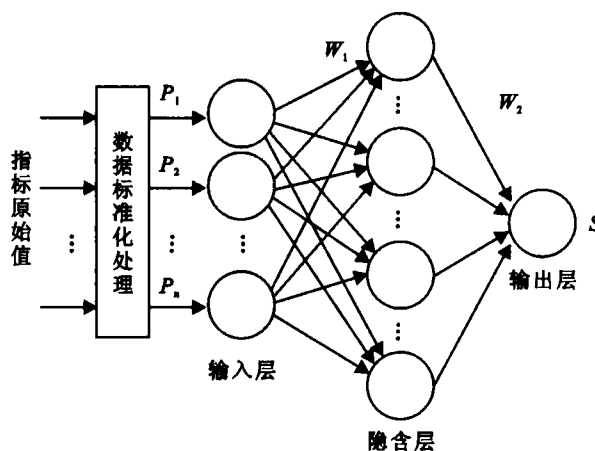 指标原始值
数据标准化处理
P₁
P₂
⋮
Pₙ
输入层
W₁
…
…
…
隐含层
W₂
S
输出层